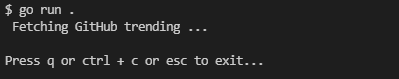 $ go run .
Fetching GitHub trending ...
Press q or ctrl + c or esc to exit...